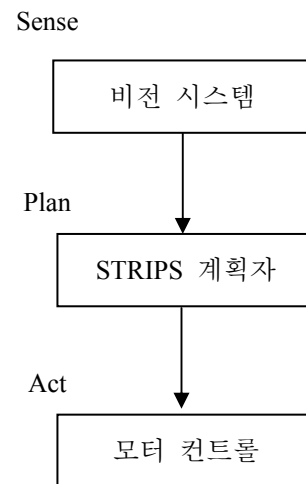 Sense
비전 시스템
Plan
STRIPS 계획자
Act
모터 컨트롤